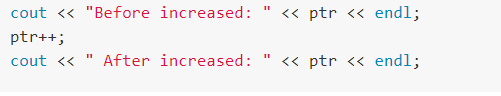 cout << "Before increased: " << ptr << endl;
ptr++;
cout << " After increased: " << ptr << endl;